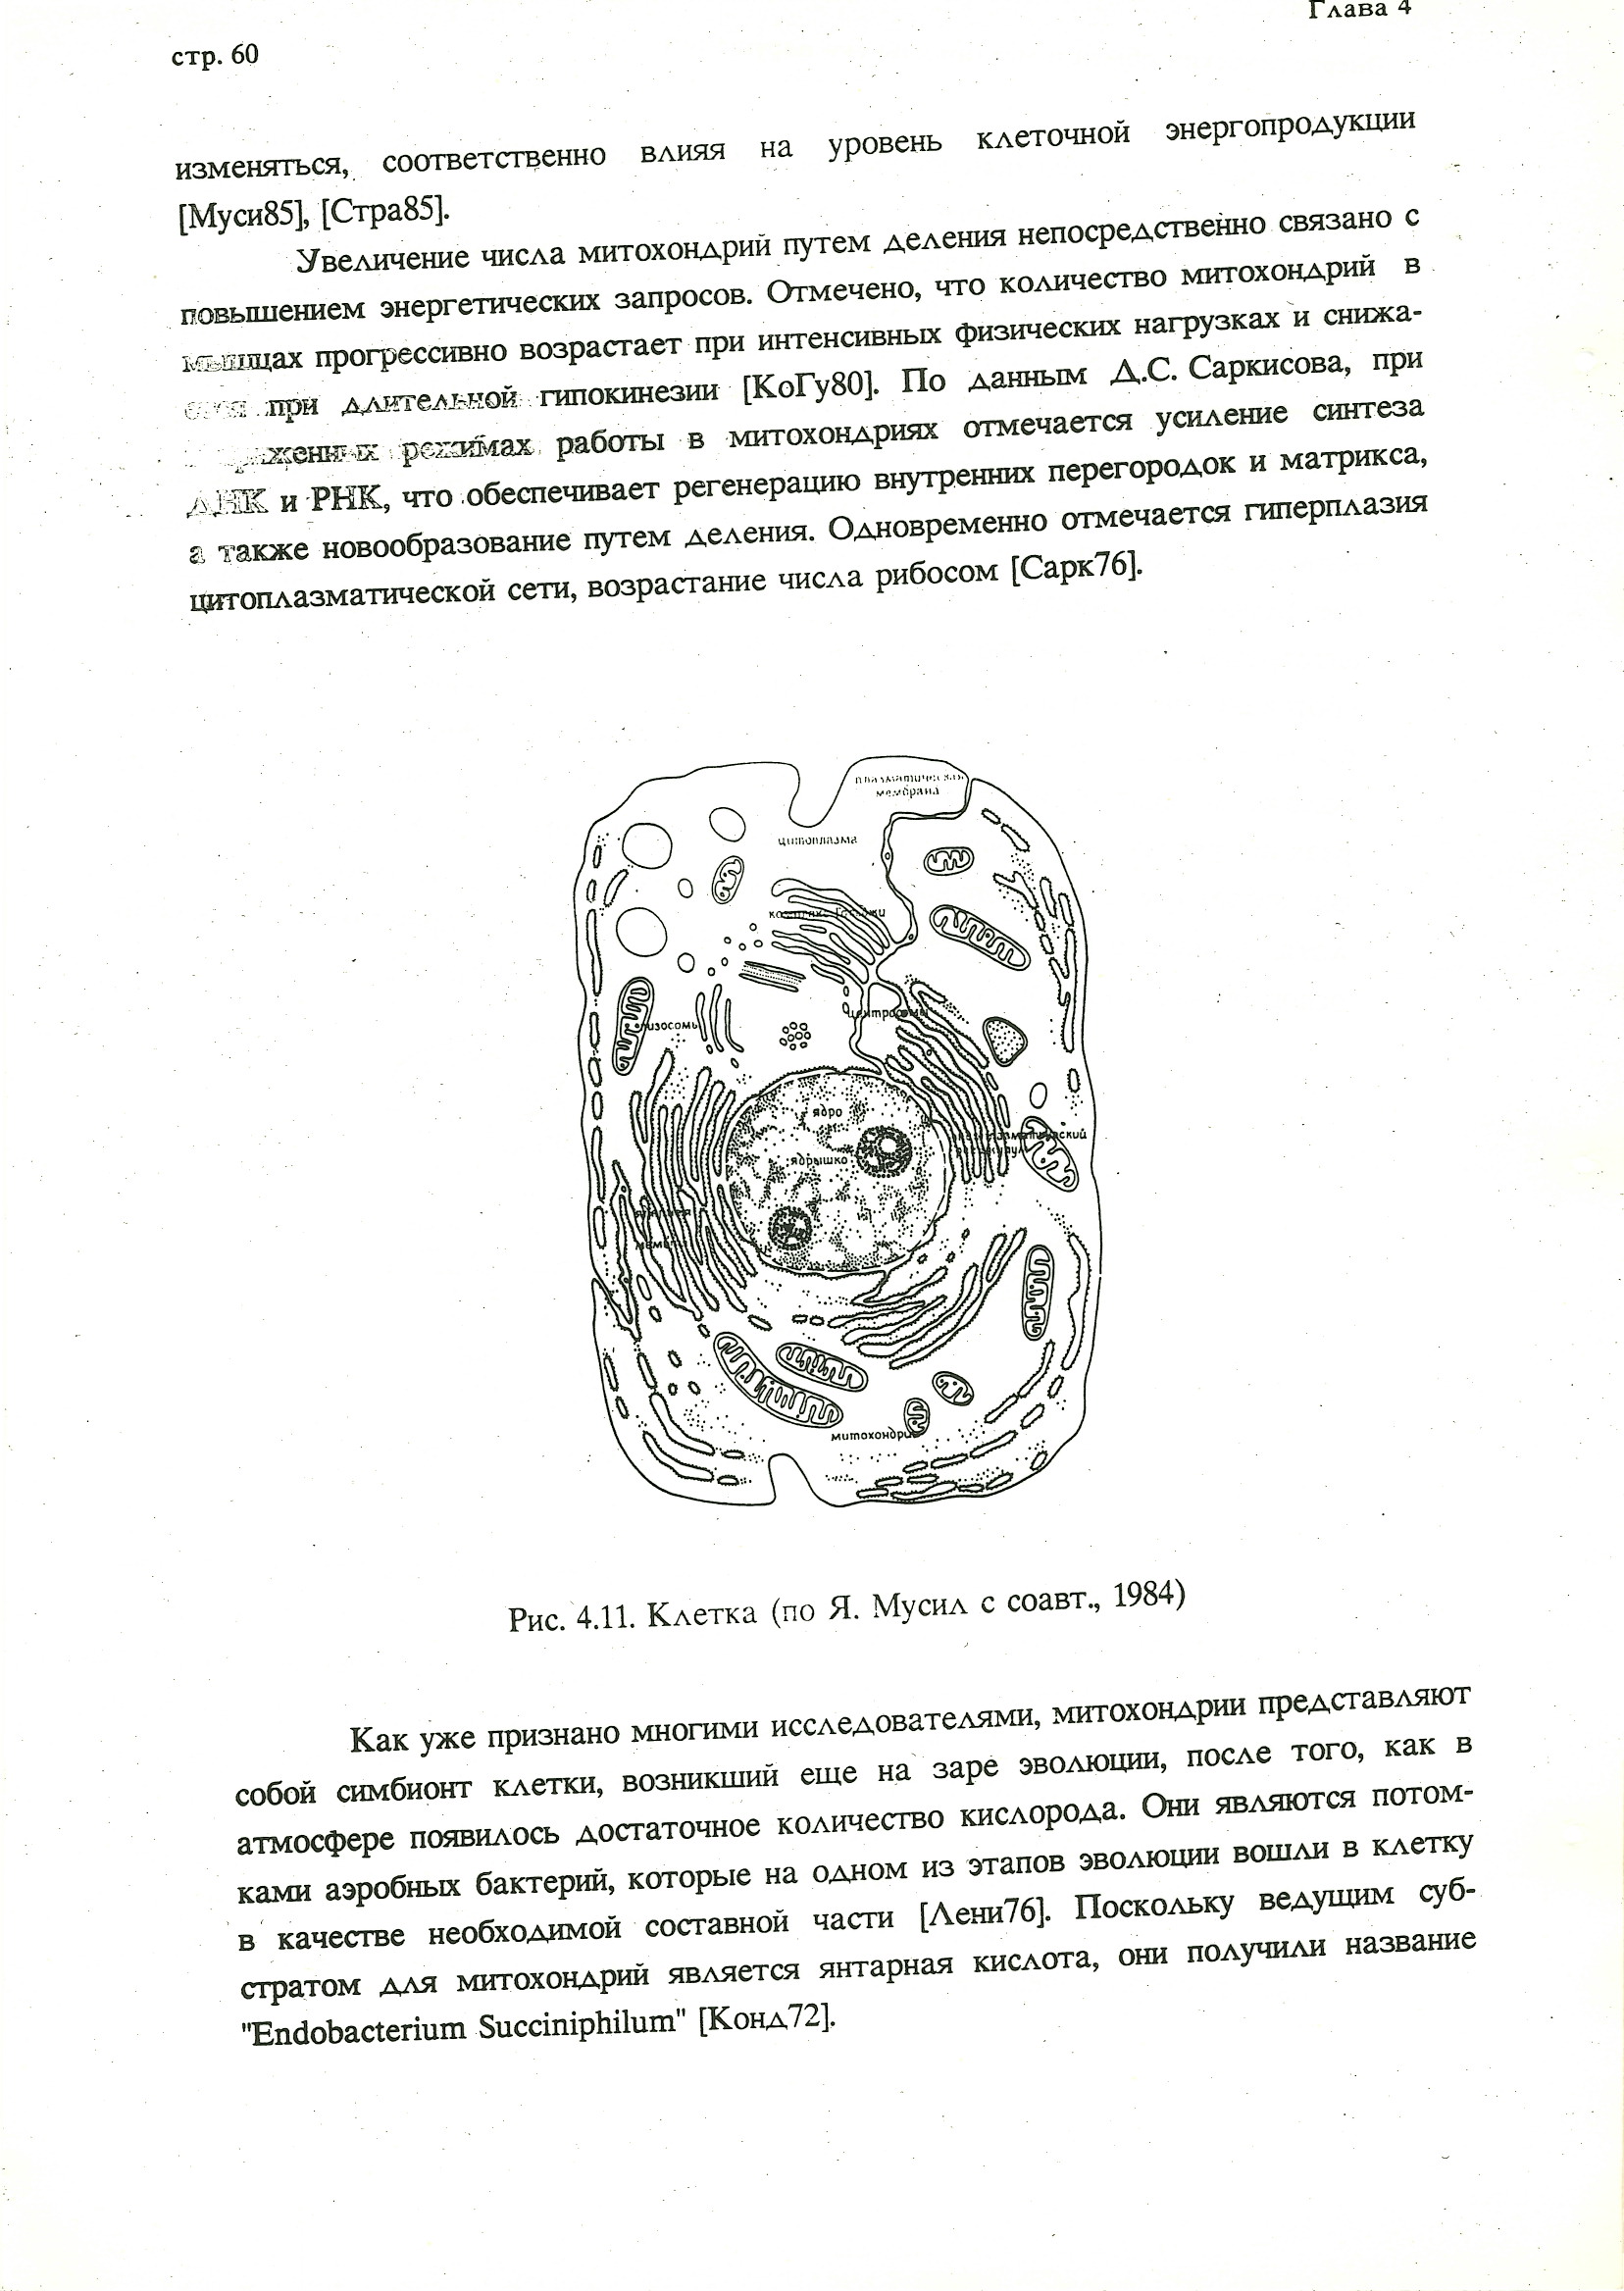 Глава 4
стр. 60
изменяться, соответственно влияя на уровень клеточной энергопродукции
[Муси85], [Стра85].
Увеличение числа митохондрий путем деления непосредственно связано с
повышением энергетических запросов. Отмечено, что количество митохондрий в
мышцах прогрессивно возрастает при интенсивных физических нагрузках и снижа-
ется при длительной гипокинезии [КоГу80]. По данным Д.С. Саркисова, при
режимах работы в митохондриях отмечается усиление синтеза
ДНК и РНК, что обеспечивает регенерацию внутренних перегородок и матрикса,
а также новообразование путем деления. Одновременно отмечается гиперплазия
цитоплазматической сети, возрастание числа рибосом [Сарк76].
плазматическая
мембрана
цитоплазма
комплекс Гольджи
центросомы
лизосомы
ядро
ядрышко
митохондрии
Рис. 4.11. Клетка (по Я. Мусил с соавт., 1984)
Как уже признано многими исследователями, митохондрии представляют
собой симбионт клетки, возникший еще на заре эволюции, после того, как в
атмосфере появилось достаточное количество кислорода. Они являются потом-
ками аэробных бактерий, которые на одном из этапов эволюции вошли в клетку
в качестве необходимой составной части [Лени76]. Поскольку ведущим суб-
стратом для митохондрий является янтарная кислота, они получили название
"Endobacterium Succiniphilum" [Конд72].